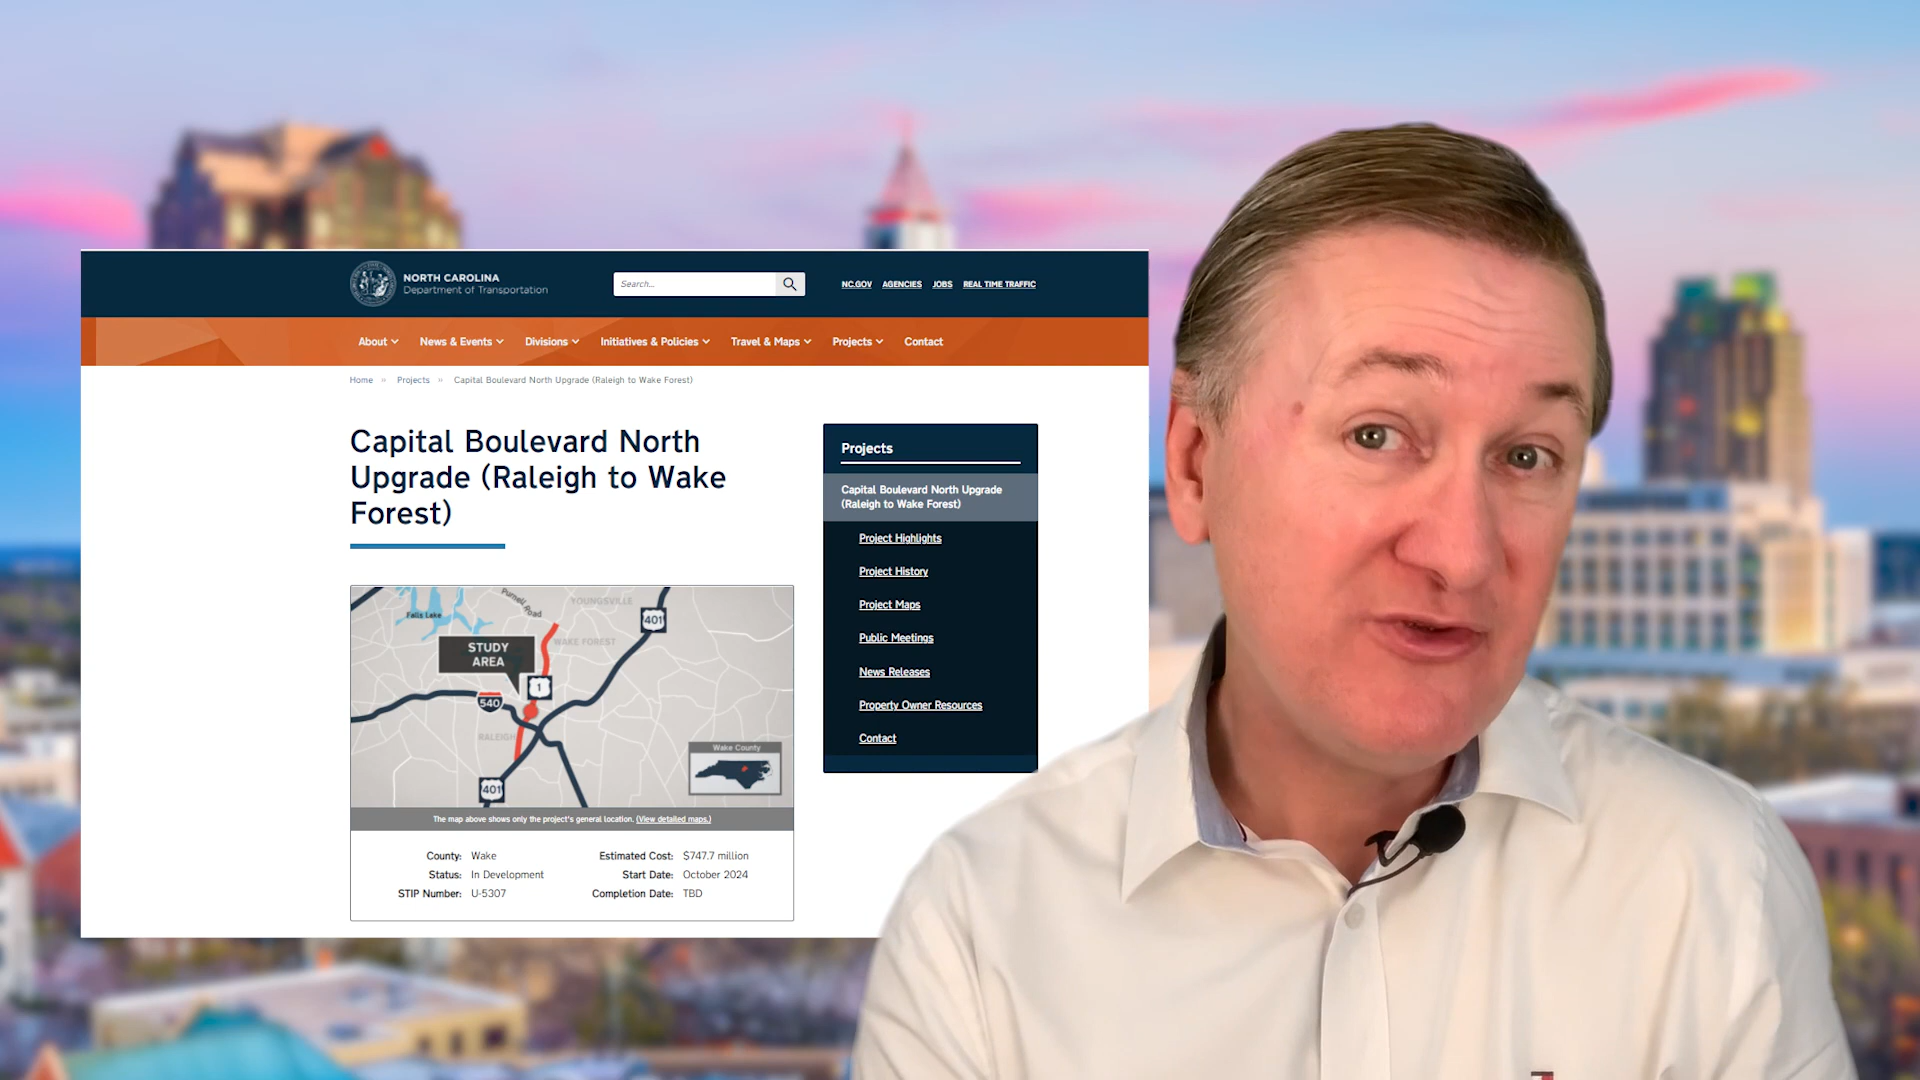 NORTH CAROLINA
Department of Transportation
Search...
NC.GOV AGENCIES JOBS REAL TIME TRAFFIC
About News & Events Divisions Initiatives & Policies Travel & Maps Projects Contact
Home » Projects » Capital Boulevard North Upgrade (Raleigh to Wake Forest)
Capital Boulevard North
Upgrade (Raleigh to Wake
Forest)
Projects
Capital Boulevard North Upgrade
(Raleigh to Wake Forest)
Project Highlights
Project History
Project Maps
Public Meetings
News Releases
Property Owner Resources
Contact
Falls Lake
Purnell Road
YOUNGSVILLE
401
WAKE FOREST
STUDY
AREA
1
540
RALEIGH
401
Wake County
The map above shows only the project's general location. (View detailed maps.)
County: Wake Estimated Cost: $747.7 million
Status: In Development Start Date: October 2024
STIP Number: U-5307 Completion Date: TBD